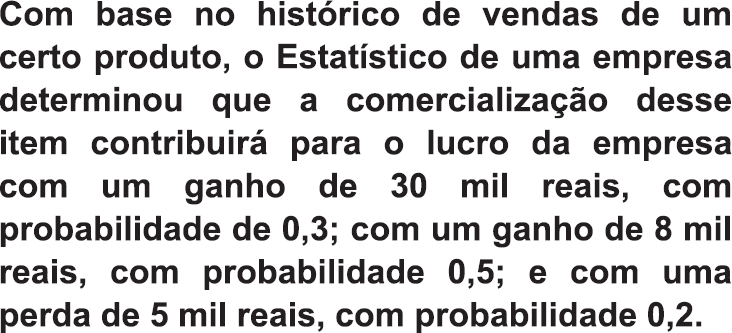 Com base no histórico de vendas de um
certo produto, o Estatístico de uma empresa
determinou que a comercialização desse
item contribuirá para o lucro da empresa
com um ganho de 30 mil reais, com
probabilidade de 0,3; com um ganho de 8 mil
reais, com probabilidade 0,5; e com uma
perda de 5 mil reais, com probabilidade 0,2.